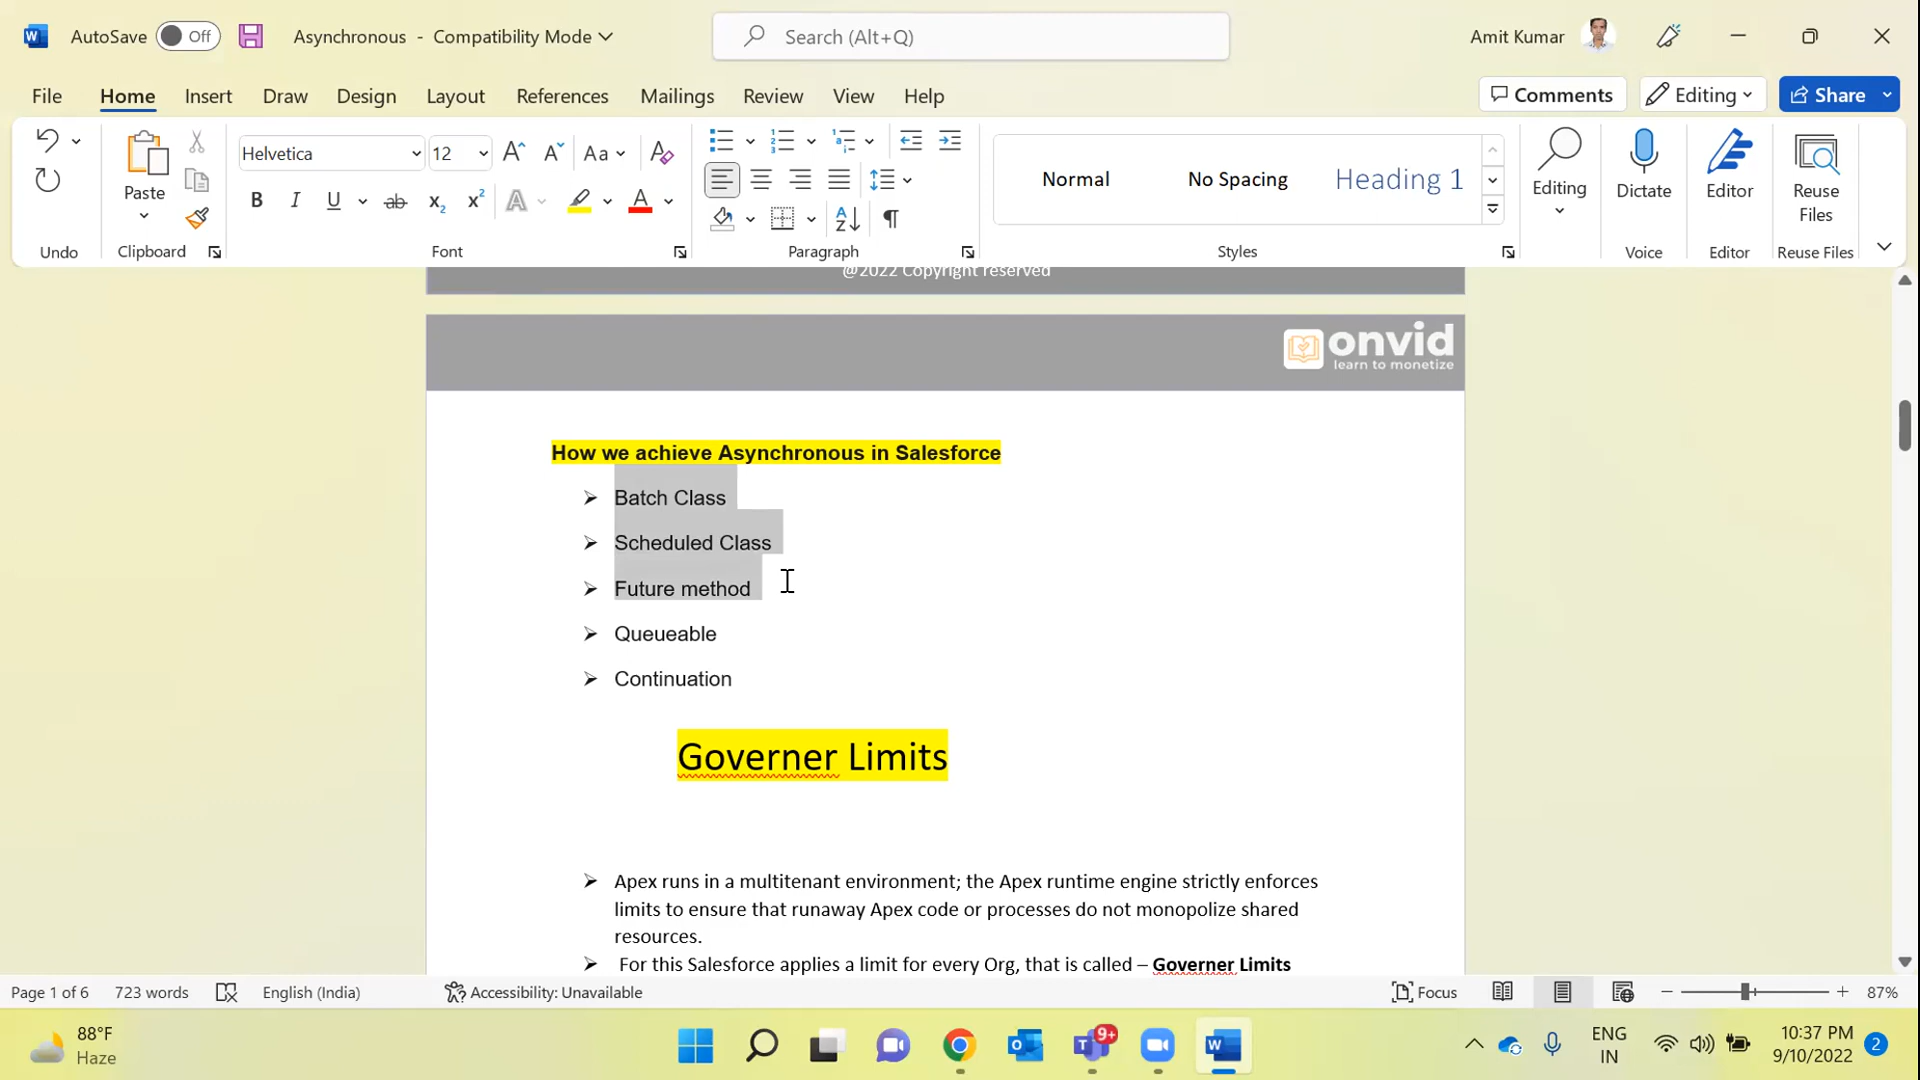 AutoSave Off Asynchronous - Compatibility Mode Search (Alt+Q) Amit Kumar
File Home Insert Draw Design Layout References Mailings Review View Help Comments Editing Share
Helvetica 12 Aa
Normal No Spacing Heading 1
Paste Editing Dictate Editor Reuse Files
B I U ab x₂ x² A A
Undo Clipboard Font Paragraph Styles Voice Editor Reuse Files
@2022 Copyright reserved
onvid
learn to monetize
How we achieve Asynchronous in Salesforce
➢ Batch Class
➢ Scheduled Class
➢ Future method
➢ Queueable
➢ Continuation
Governer Limits
➢ Apex runs in a multitenant environment; the Apex runtime engine strictly enforces
limits to ensure that runaway Apex code or processes do not monopolize shared
resources.
➢ For this Salesforce applies a limit for every Org, that is called – Governer Limits
Page 1 of 6 723 words English (India) Accessibility: Unavailable Focus 87%
88°F
Haze
9+
ENG
IN
10:37 PM
9/10/2022
2